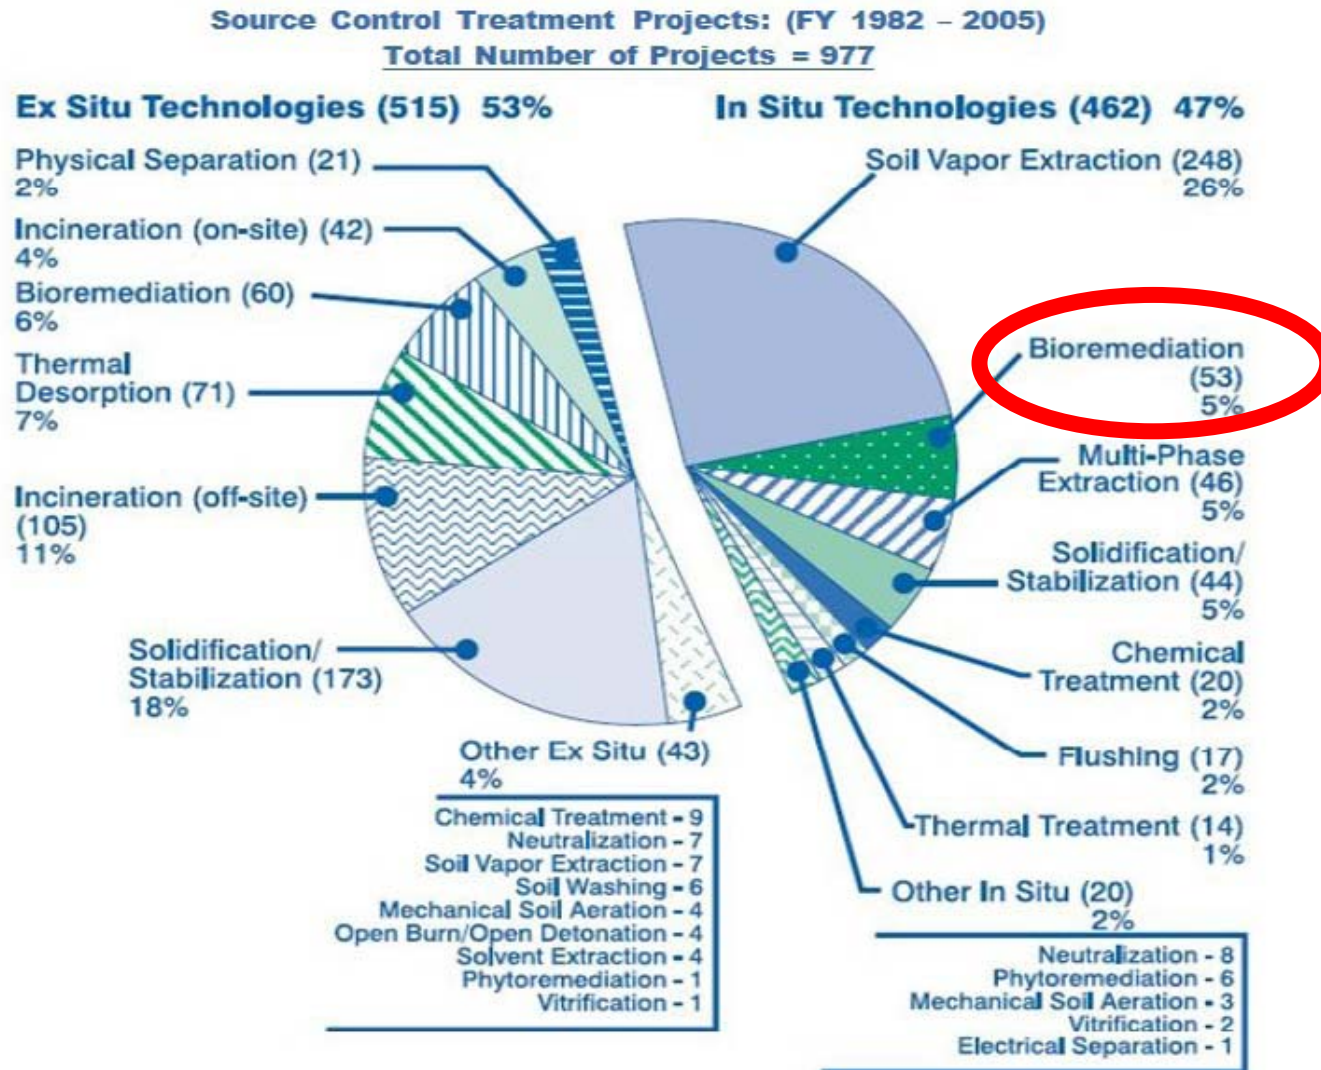 Source Control Treatment Projects: (FY 1982 – 2005)
Total Number of Projects = 977
Ex Situ Technologies (515) 53%
Physical Separation (21)
2%
Incineration (on-site) (42)
4%
Bioremediation (60)
6%
Thermal
Desorption (71)
7%
Incineration (off-site)
(105)
11%
Solidification/
Stabilization (173)
18%
Other Ex Situ (43)
4%
Chemical Treatment - 9
Neutralization - 7
Soil Vapor Extraction - 7
Soil Washing - 6
Mechanical Soil Aeration - 4
Open Burn/Open Detonation - 4
Solvent Extraction - 4
Phytoremediation - 1
Vitrification - 1
In Situ Technologies (462) 47%
Soil Vapor Extraction (248)
26%
Bioremediation
(53)
5%
Multi-Phase
Extraction (46)
5%
Solidification/
Stabilization (44)
5%
Chemical
Treatment (20)
2%
Flushing (17)
2%
Thermal Treatment (14)
1%
Other In Situ (20)
2%
Neutralization - 8
Phytoremediation - 6
Mechanical Soil Aeration - 3
Vitrification - 2
Electrical Separation - 1